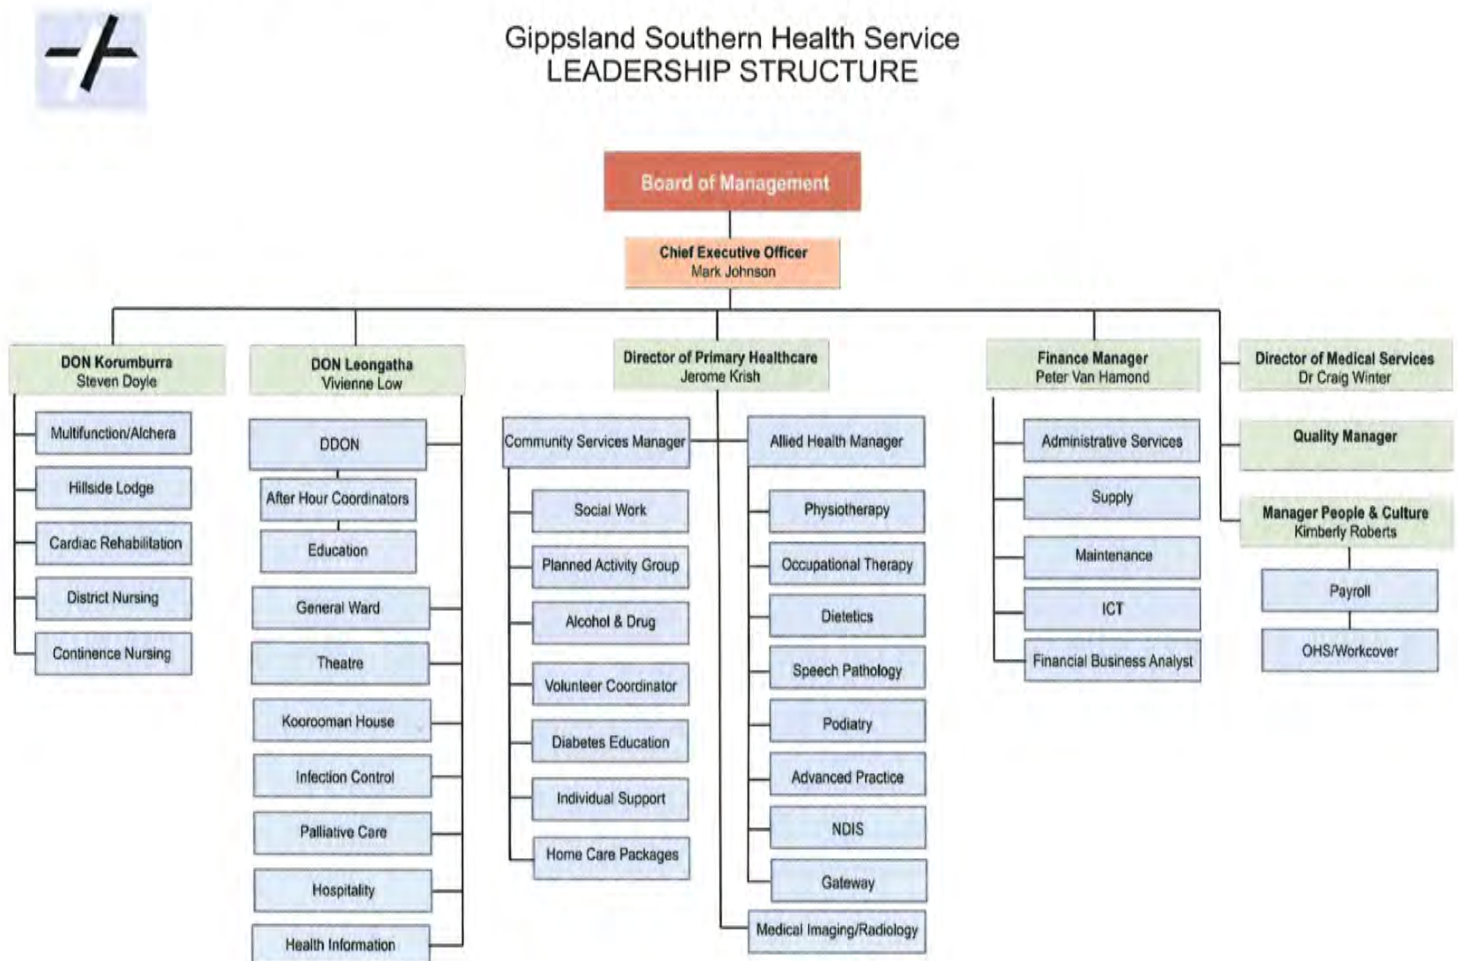 Gippsland Southern Health Service
LEADERSHIP STRUCTURE
Board of Management
Chief Executive Officer
Mark Johnson
DON Korumburra
Steven Doyle
Multifunction/Alchera
Hillside Lodge
Cardiac Rehabilitation
District Nursing
Continence Nursing
DON Leongatha
Vivienne Low
DDON
After Hour Coordinators
Education
General Ward
Theatre
Koorooman House
Infection Control
Palliative Care
Hospitality
Health Information
Director of Primary Healthcare
Jerome Krish
Community Services Manager
Social Work
Planned Activity Group
Alcohol & Drug
Volunteer Coordinator
Diabetes Education
Individual Support
Home Care Packages
Allied Health Manager
Physiotherapy
Occupational Therapy
Dietetics
Speech Pathology
Podiatry
Advanced Practice
NDIS
Gateway
Medical Imaging/Radiology
Finance Manager
Peter Van Hamond
Administrative Services
Supply
Maintenance
ICT
Financial Business Analyst
Director of Medical Services
Dr Craig Winter
Quality Manager
Manager People & Culture
Kimberly Roberts
Payroll
OHS/Workcover